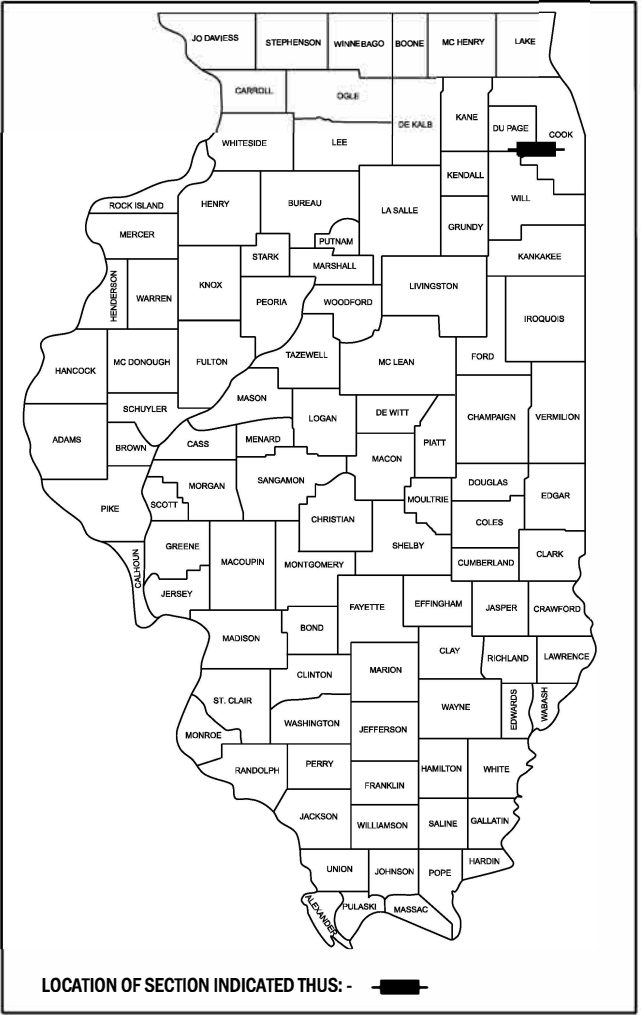 JO DAVIESS STEPHENSON WINNEBAGO BOONE MC HENRY LAKE
CARROLL OGLE
DE KALB KANE DU PAGE COOK
WHITESIDE LEE
KENDALL
ROCK ISLAND HENRY BUREAU LA SALLE WILL
MERCER PUTNAM GRUNDY
STARK MARSHALL KANKAKEE
HENDERSON WARREN KNOX PEORIA WOODFORD LIVINGSTON
IROQUOIS
HANCOCK MC DONOUGH FULTON TAZEWELL MC LEAN FORD
MASON
SCHUYLER LOGAN DE WITT CHAMPAIGN VERMILION
ADAMS BROWN CASS MENARD PIATT
MACON
PIKE SCOTT MORGAN SANGAMON MOULTRIE DOUGLAS EDGAR
CHRISTIAN COLES
CALHOUN GREENE MACOUPIN MONTGOMERY SHELBY CUMBERLAND CLARK
JERSEY
FAYETTE EFFINGHAM JASPER CRAWFORD
MADISON BOND
CLAY RICHLAND LAWRENCE
CLINTON MARION
ST. CLAIR WAYNE EDWARDS WABASH
MONROE WASHINGTON JEFFERSON
RANDOLPH PERRY HAMILTON WHITE
FRANKLIN
JACKSON WILLIAMSON SALINE GALLATIN
UNION JOHNSON POPE HARDIN
ALEXANDER PULASKI MASSAC
LOCATION OF SECTION INDICATED THUS: -